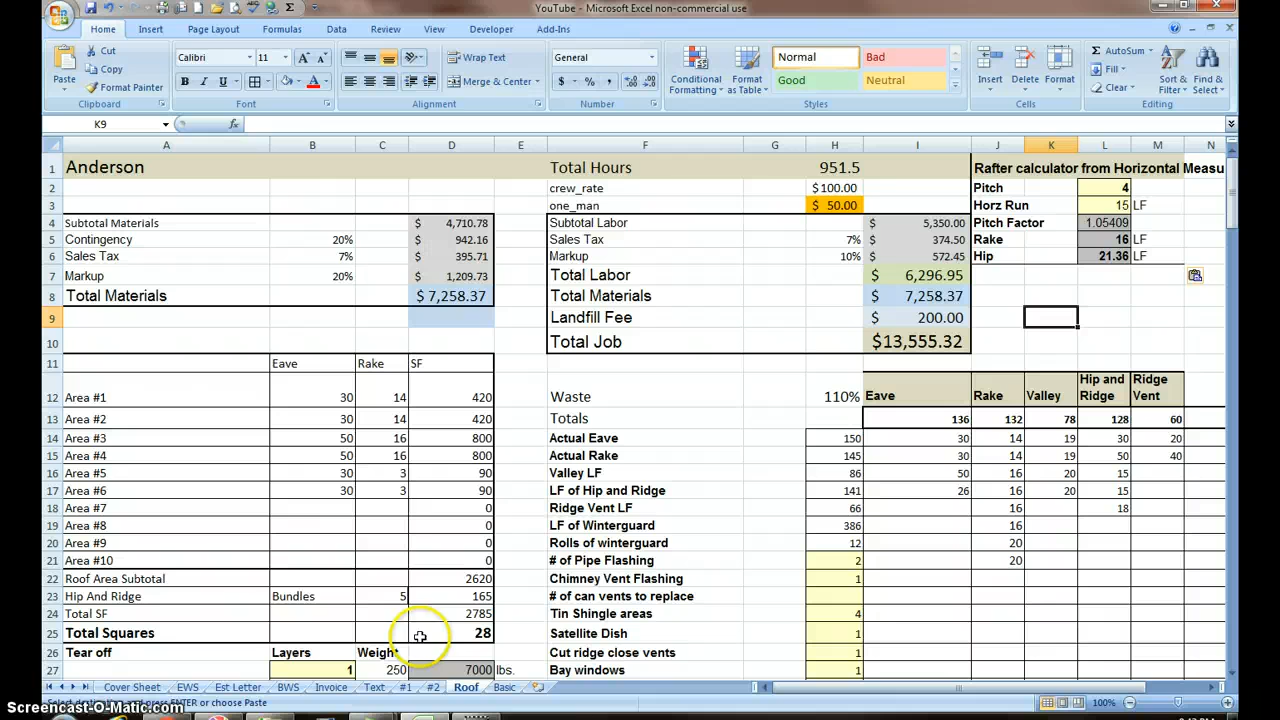 YouTube - Microsoft Excel non-commercial use
Home Insert Page Layout Formulas Data Review View Developer Add-Ins
Paste Cut Copy Format Painter Clipboard
Calibri 11 Font
Wrap Text Merge & Center Alignment
General $ % , Number
Conditional Formatting Format as Table Normal Bad Good Neutral Styles
Insert Delete Format Cells
AutoSum Fill Clear Sort & Filter Find & Select Editing
K9 fx
A B C D E F G H I J K L M N
1 Anderson Total Hours 951.5 Rafter calculator from Horizontal Measu
2 crew_rate $100.00 Pitch 4
3 one_man $ 50.00 Horz Run 15 LF
4 Subtotal Materials $ 4,710.78 Subtotal Labor $ 5,350.00 Pitch Factor 1.05409
5 Contingency 20% $ 942.16 Sales Tax 7% $ 374.50 Rake 16 LF
6 Sales Tax 7% $ 395.71 Markup 10% $ 572.45 Hip 21.36 LF
7 Markup 20% $ 1,209.73 Total Labor $ 6,296.95
8 Total Materials $ 7,258.37 Total Materials $ 7,258.37
9 Landfill Fee $ 200.00
10 Total Job $13,555.32
11 Eave Rake SF
12 Area #1 30 14 420 Waste 110% Eave Rake Valley Hip and Ridge Ridge Vent
13 Area #2 30 14 420 Totals 136 132 78 128 60
14 Area #3 50 16 800 Actual Eave 150 30 14 19 30 20
15 Area #4 50 16 800 Actual Rake 145 30 14 19 50 40
16 Area #5 30 3 90 Valley LF 86 50 16 20 15
17 Area #6 30 3 90 LF of Hip and Ridge 141 26 16 20 15
18 Area #7 0 Ridge Vent LF 66 16 18
19 Area #8 0 LF of Winterguard 386 16
20 Area #9 0 Rolls of winterguard 12 20
21 Area #10 0 # of Pipe Flashing 2 20
22 Roof Area Subtotal 2620 Chimney Vent Flashing 1
23 Hip And Ridge Bundles 5 165 # of can vents to replace
24 Total SF 2785 Tin Shingle areas 4
25 Total Squares 28 Satellite Dish 1
26 Tear off Layers Weight Cut ridge close vents 1
27 1 250 7000 lbs. Bay windows 1
Cover Sheet EWS Est Letter BWS Invoice Text #1 #2 Roof Basic
ENTER or choose Paste 100%
Screencast-O-Matic.com